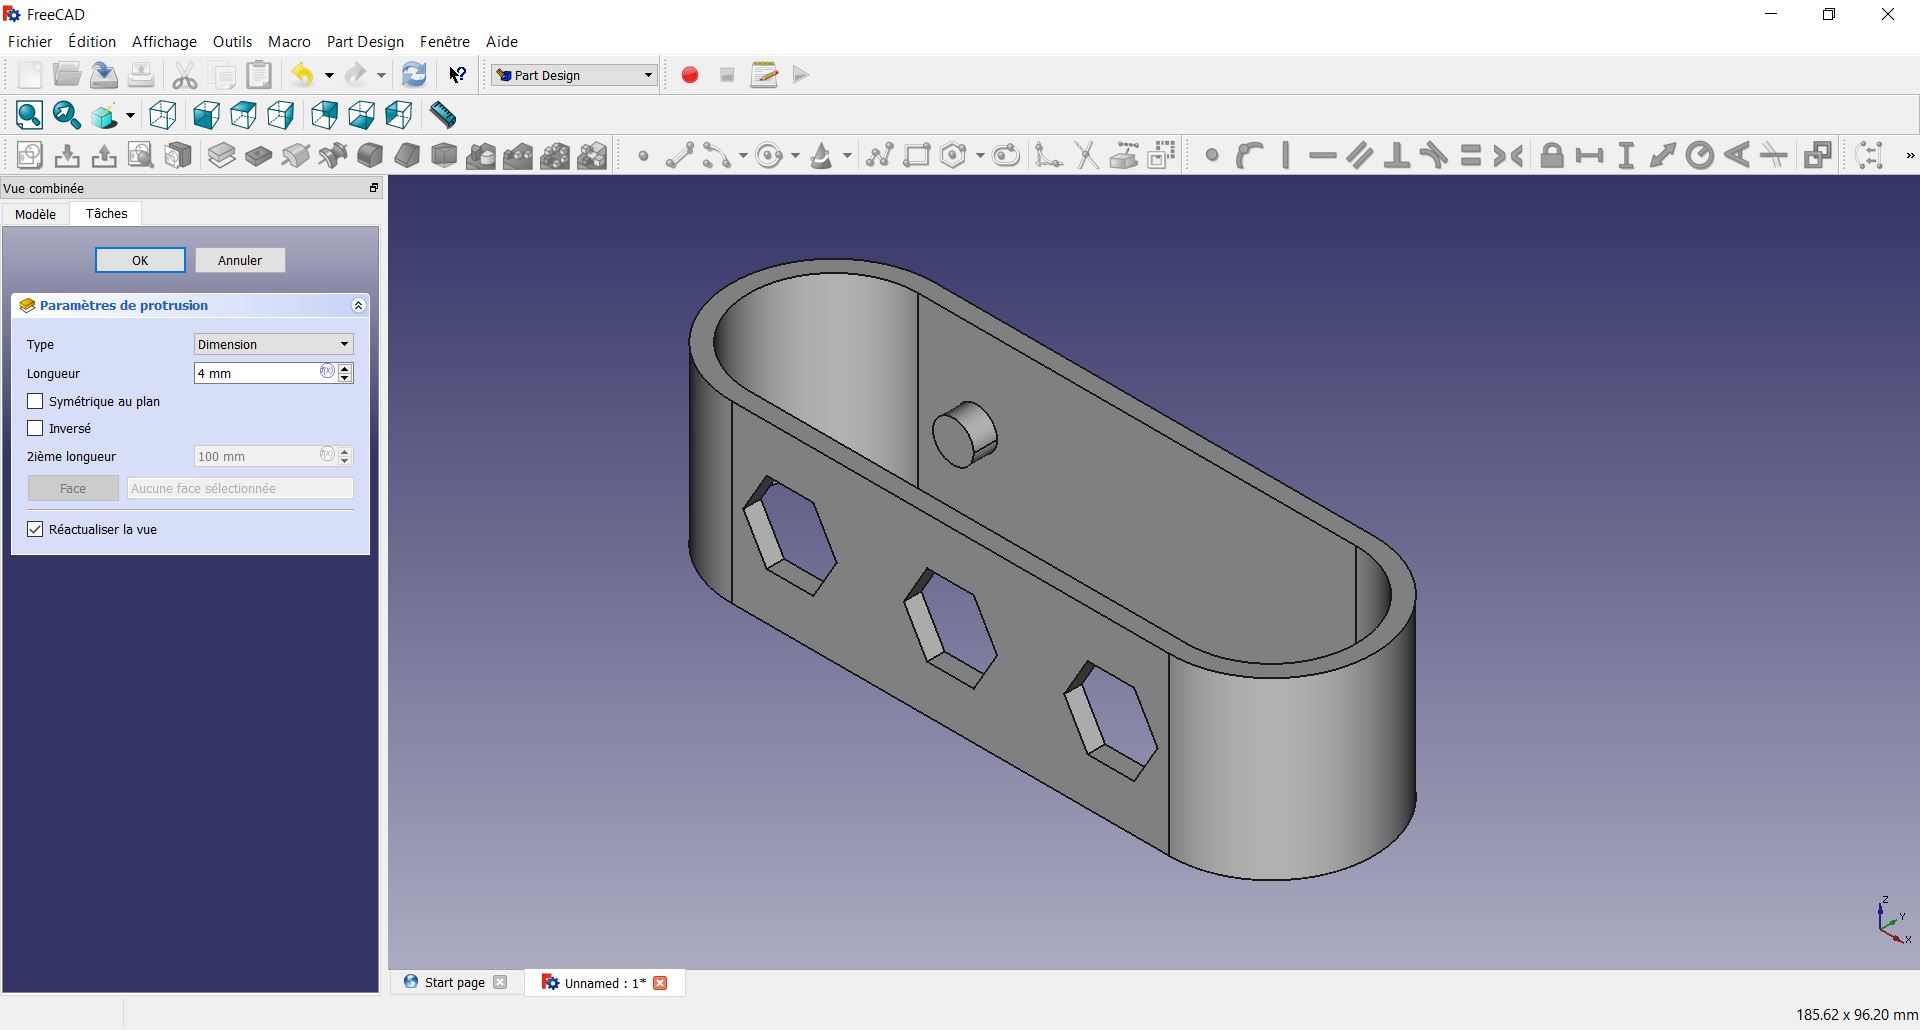 FreeCAD
Fichier Édition Affichage Outils Macro Part Design Fenêtre Aide
Part Design
Vue combinée
Modèle Tâches
OK Annuler
Paramètres de protrusion
Type Dimension
Longueur 4 mm
Symétrique au plan
Inversé
2ième longueur 100 mm
Face Aucune face sélectionnée
Réactualiser la vue
Z
Y
X
Start page Unnamed : 1*
185.62 x 96.20 mm